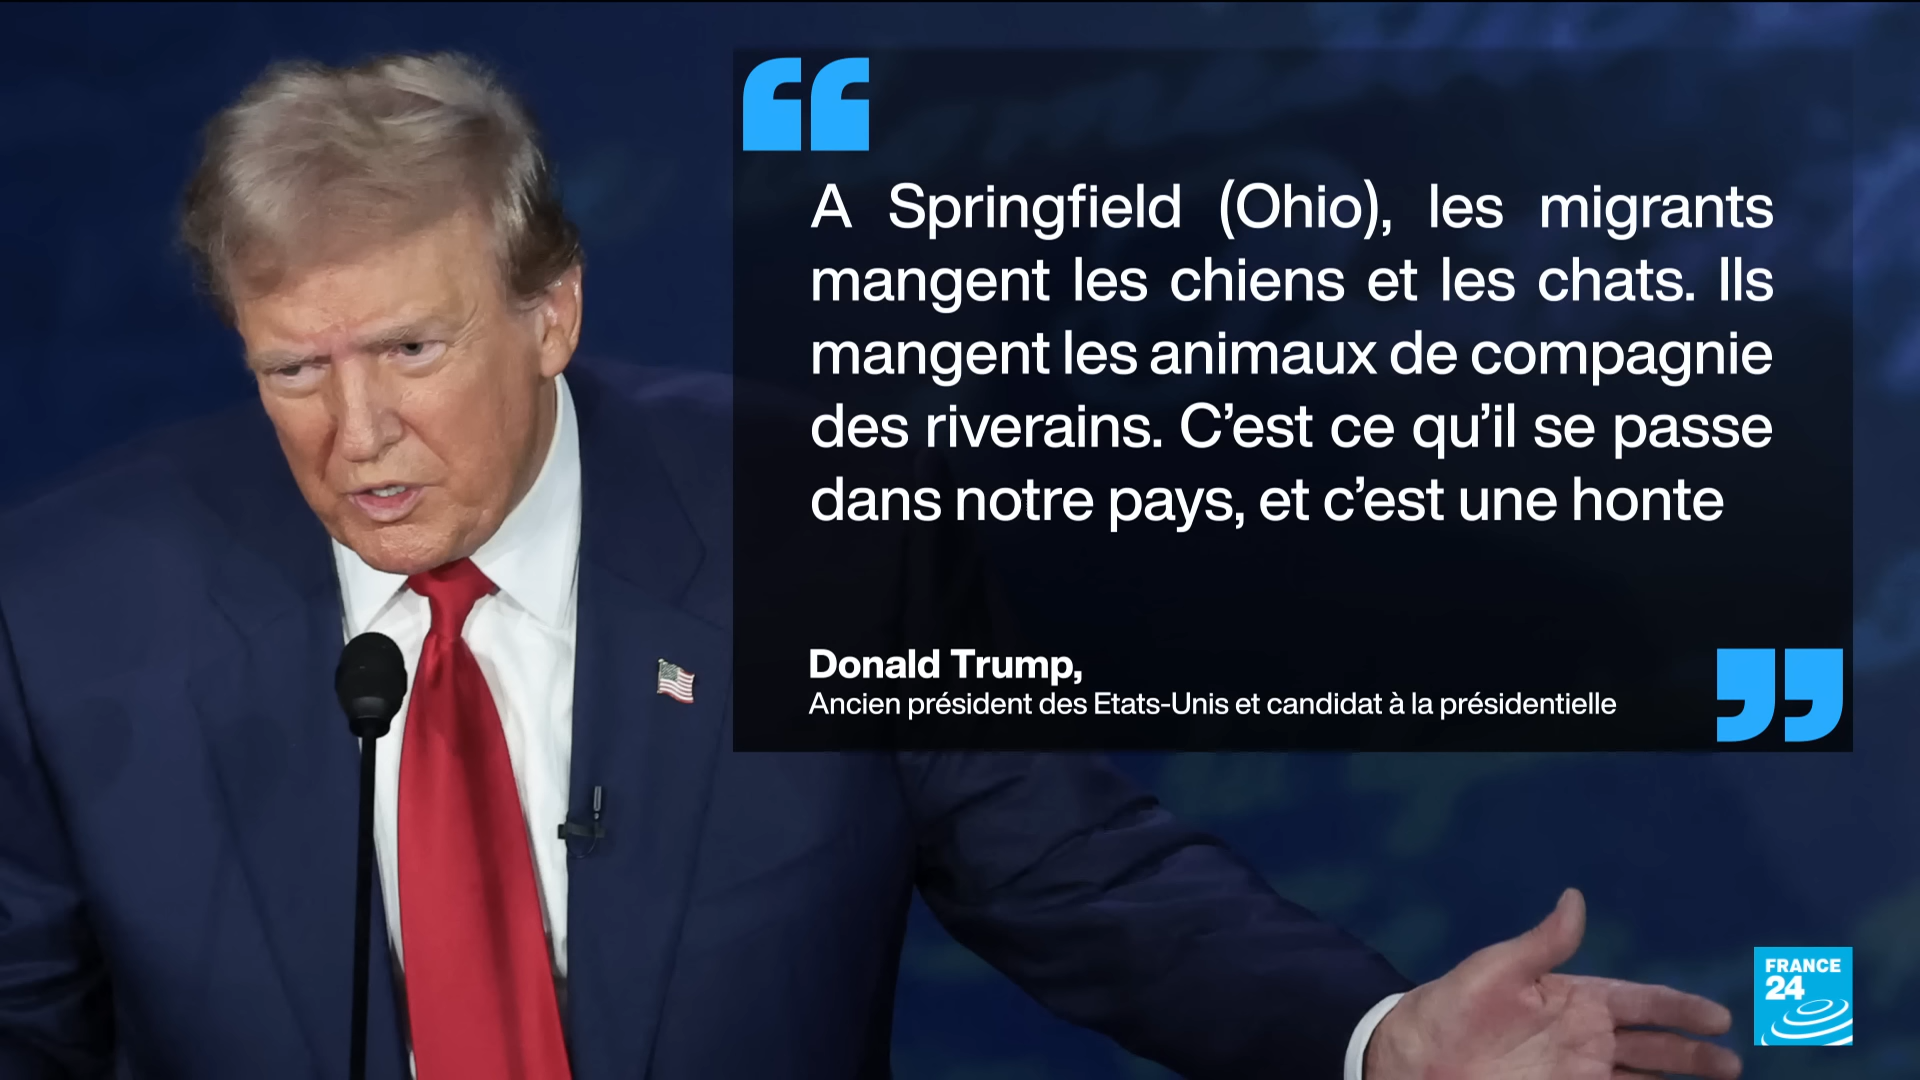 A Springfield (Ohio), les migrants
mangent les chiens et les chats. Ils
mangent les animaux de compagnie
des riverains. C’est ce qu’il se passe
dans notre pays, et c’est une honte
Donald Trump,
Ancien président des Etats-Unis et candidat à la présidentielle
FRANCE
24